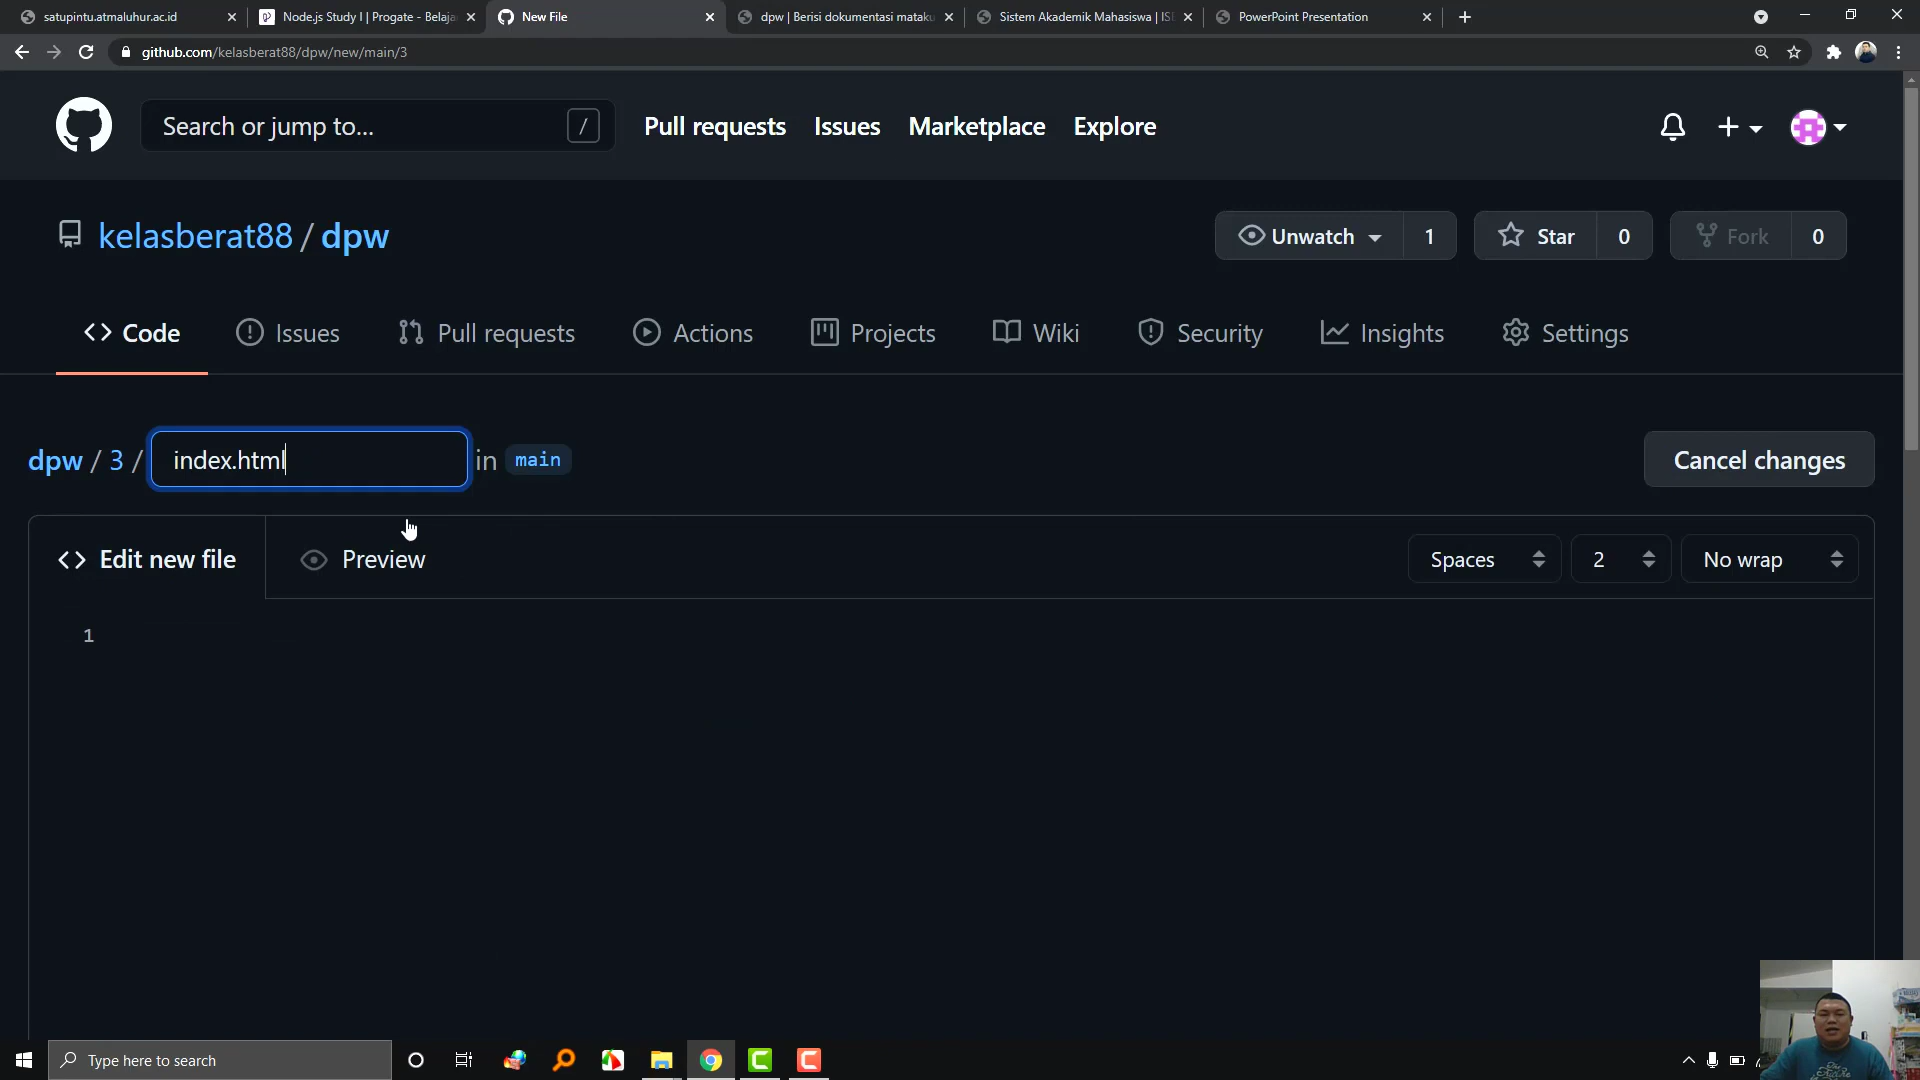 satupintu.atmaluhur.ac.id
Node.js Study I | Progate - Belaja
New File
dpw | Berisi dokumentasi mataku
Sistem Akademik Mahasiswa | ISI
PowerPoint Presentation
github.com/kelasberat88/dpw/new/main/3
Search or jump to... /
Pull requests Issues Marketplace Explore
kelasberat88 / dpw
Unwatch 1 Star 0 Fork 0
Code Issues Pull requests Actions Projects Wiki Security Insights Settings
dpw / 3 / index.html in main
Cancel changes
Edit new file Preview
Spaces 2 No wrap
1
Type here to search